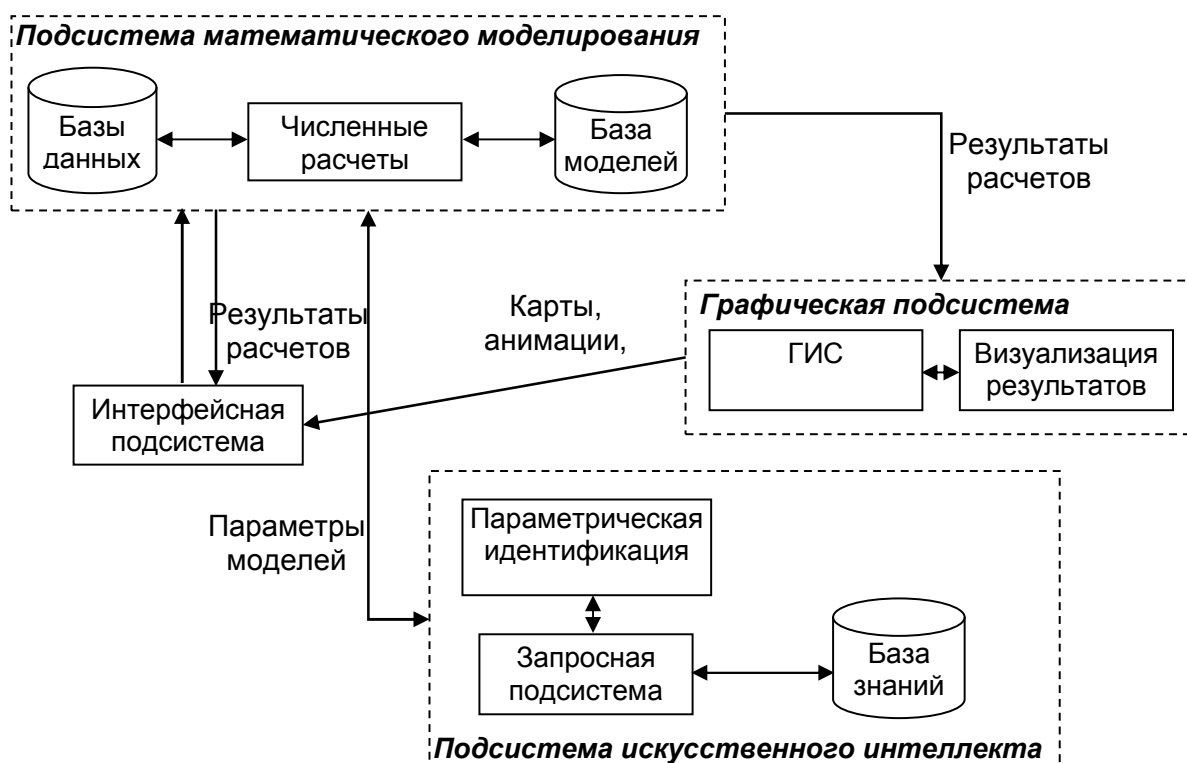 Подсистема математического моделирования
Базы
данных
Численные
расчеты
База
моделей
Результаты
расчетов
Результаты
расчетов
Карты,
анимации,
Графическая подсистема
ГИС
Визуализация
результатов
Интерфейсная
подсистема
Параметры
моделей
Параметрическая
идентификация
Запросная
подсистема
База
знаний
Подсистема искусственного интеллекта